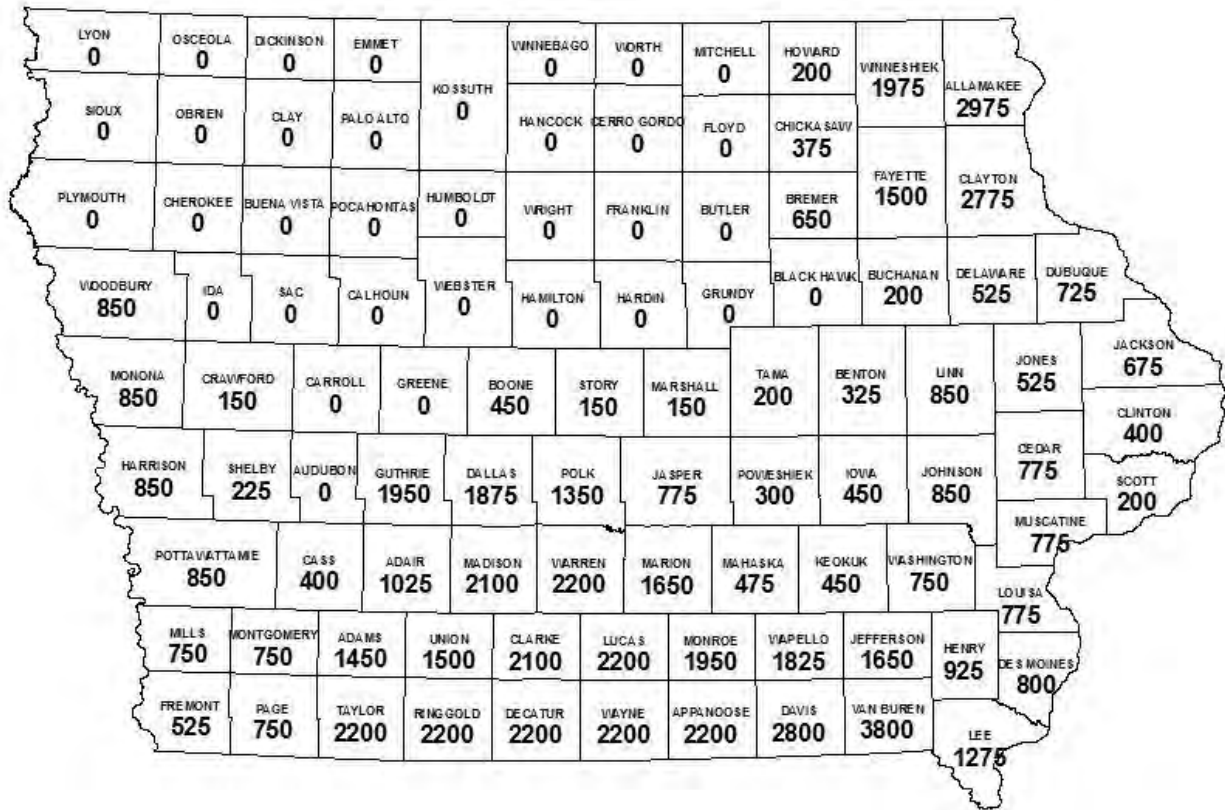 LYON
0
OSCEOLA
0
DICKINSON
0
EMMET
0
KOSSUTH
0
WINNEBAGO
0
WORTH
0
MITCHELL
0
HOWARD
200
WINNESHIEK
1975
ALLAMAKEE
2975
SIOUX
0
OBRIEN
0
CLAY
0
PALO ALTO
0
HANCOCK
0
CERRO GORDO
0
FLOYD
0
CHICKASAW
375
PLYMOUTH
0
CHEROKEE
0
BUENA VISTA
0
POCAHONTAS
0
HUMBOLDT
0
WRIGHT
0
FRANKLIN
0
BUTLER
0
BREMER
650
FAYETTE
1500
CLAYTON
2775
WOODBURY
850
IDA
0
SAC
0
CALHOUN
0
WEBSTER
0
HAMILTON
0
HARDIN
0
GRUNDY
0
BLACK HAWK
0
BUCHANAN
200
DELAWARE
525
DUBUQUE
725
MONONA
850
CRAWFORD
150
CARROLL
0
GREENE
0
BOONE
450
STORY
150
MARSHALL
150
TAMA
200
BENTON
325
LINN
850
JONES
525
JACKSON
675
CLINTON
400
HARRISON
850
SHELBY
225
AUDUBON
0
GUTHRIE
1950
DALLAS
1875
POLK
1350
JASPER
775
POWESHIEK
300
IOWA
450
JOHNSON
850
CEDAR
775
SCOTT
200
MUSCATINE
775
POTTAWATTAMIE
850
CASS
400
ADAIR
1025
MADISON
2100
WARREN
2200
MARION
1650
MAHASKA
475
KEOKUK
450
WASHINGTON
750
LOUISA
775
MILLS
750
MONTGOMERY
750
ADAMS
1450
UNION
1500
CLARKE
2100
LUCAS
2200
MONROE
1950
WAPELLO
1825
JEFFERSON
1650
HENRY
925
DES MOINES
800
FREMONT
525
PAGE
750
TAYLOR
2200
RINGGOLD
2200
DECATUR
2200
WAYNE
2200
APPANOOSE
2200
DAVIS
2800
VAN BUREN
3800
LEE
1275